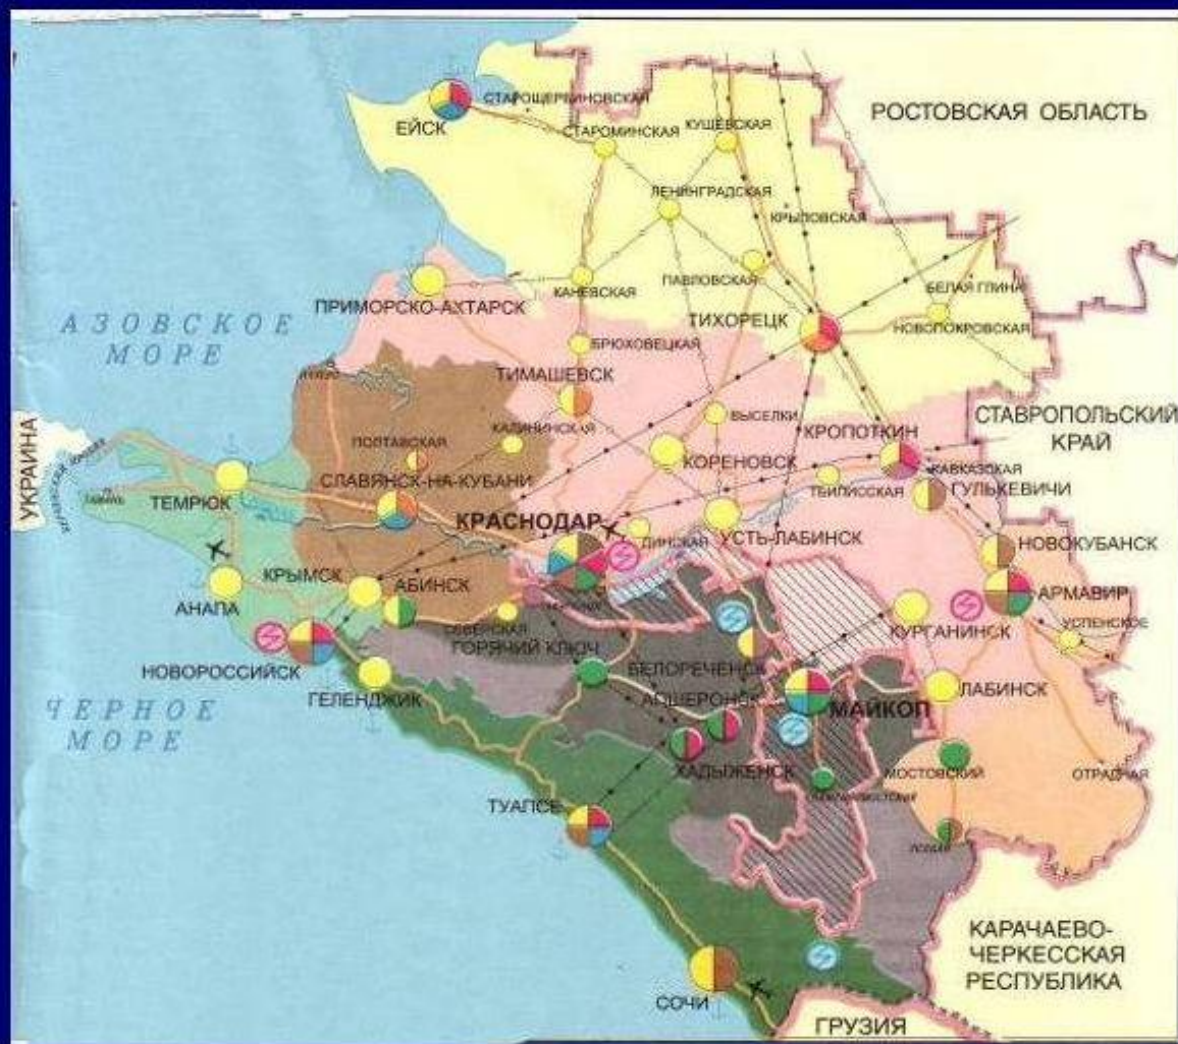 РОСТОВСКАЯ ОБЛАСТЬ
СТАРОЩЕРБИНОВСКАЯ
ЕЙСК
СТАРОМИНСКАЯ
КУЩЁВСКАЯ
ЛЕНИНГРАДСКАЯ
КРЫЛОВСКАЯ
ПАВЛОВСКАЯ
КАНЕВСКАЯ
БЕЛАЯ ГЛИНА
ПРИМОРСКО-АХТАРСК
ТИХОРЕЦК
НОВОПОКРОВСКАЯ
АЗОВСКОЕ
МОРЕ
БРЮХОВЕЦКАЯ
ТИМАШЕВСК
ВЫСЕЛКИ
СТАВРОПОЛЬСКИЙ
КРАЙ
КРОПОТКИН
УКРАИНА
ПОЛТАВСКАЯ
КАЛИНИНСКАЯ
КОРЕНОВСК
КАВКАЗСКАЯ
ТБИЛИССКАЯ
ГУЛЬКЕВИЧИ
ТЕМРЮК
СЛАВЯНСК-НА-КУБАНИ
КРАСНОДАР
ДИНСКАЯ
УСТЬ-ЛАБИНСК
НОВОКУБАНСК
КРЫМСК
АБИНСК
АНАПА
АРМАВИР
СЕВЕРСКАЯ
КУРГАНИНСК
УСПЕНСКОЕ
ГОРЯЧИЙ КЛЮЧ
БЕЛОРЕЧЕНСК
НОВОРОССИЙСК
ГЕЛЕНДЖИК
АПШЕРОНСК
МАЙКОП
ЛАБИНСК
ЧЕРНОЕ
МОРЕ
ХАДЫЖЕНСК
МОСТОВСКИЙ
ОТРАДНАЯ
ТУАПСЕ
СОЧИ
КАРАЧАЕВО-
ЧЕРКЕССКАЯ
РЕСПУБЛИКА
ГРУЗИЯ